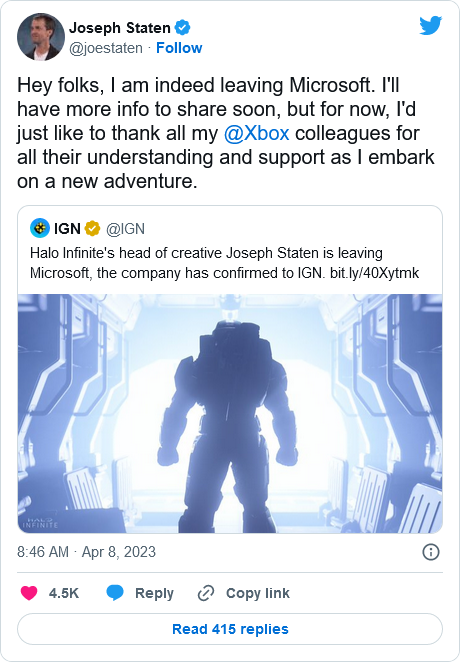 Joseph Staten
@joestaten · Follow
Hey folks, I am indeed leaving Microsoft. I'll
have more info to share soon, but for now, I'd
just like to thank all my @Xbox colleagues for
all their understanding and support as I embark
on a new adventure.
IGN @IGN
Halo Infinite's head of creative Joseph Staten is leaving
Microsoft, the company has confirmed to IGN. bit.ly/40Xytmk
HALO
INFINITE
8:46 AM · Apr 8, 2023
4.5K Reply Copy link
Read 415 replies